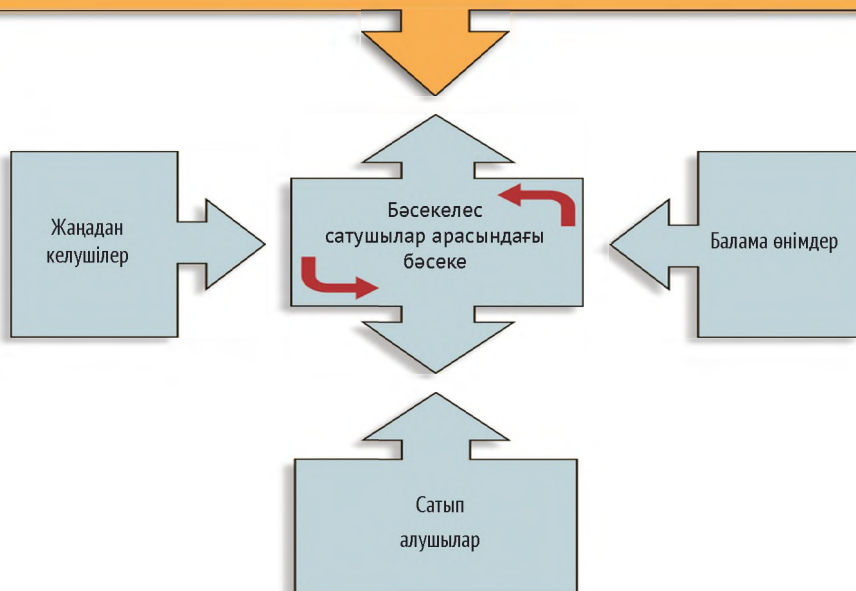 Жаңадан
келушілер
Бәсекелес
сатушылар арасындағы
бәсеке
Балама өнімдер
Сатып
алушылар